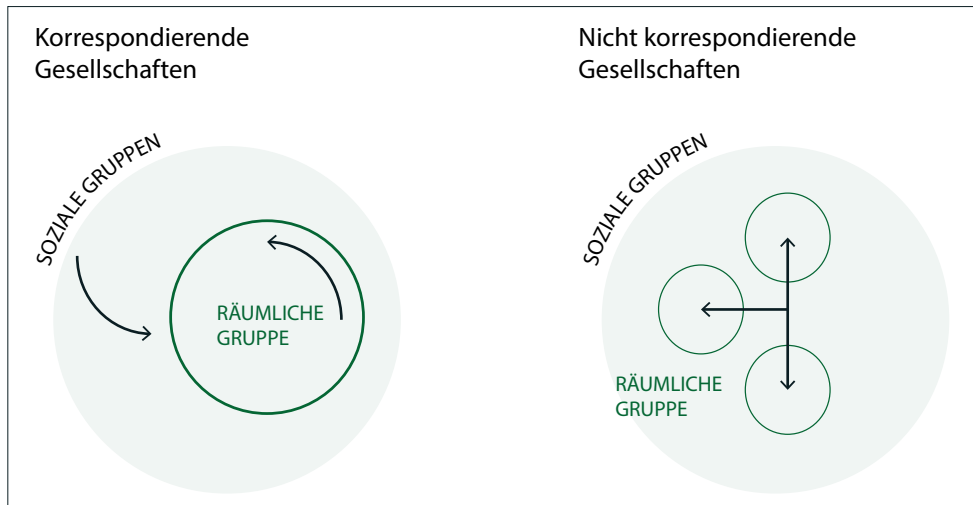 Korrespondierende
Gesellschaften
SOZIALE GRUPPEN
RÄUMLICHE
GRUPPE
Nicht korrespondierende
Gesellschaften
SOZIALE GRUPPEN
RÄUMLICHE
GRUPPE